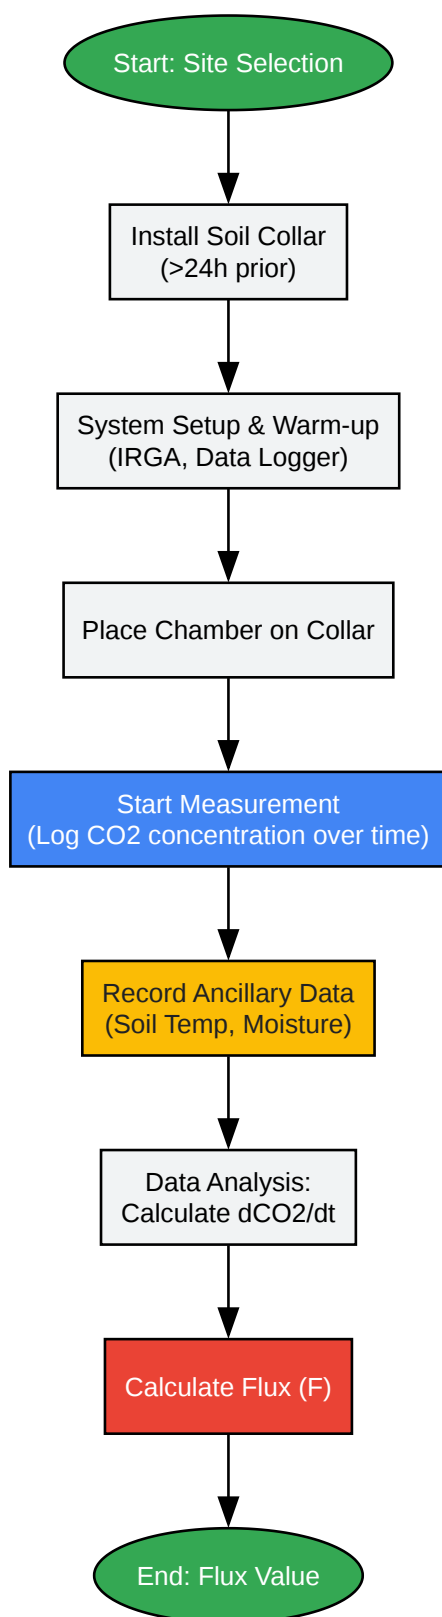 Start: Site Selection
Install Soil Collar
(>24h prior)
System Setup & Warm-up
(IRGA, Data Logger)
Place Chamber on Collar
Start Measurement
(Log CO2 concentration over time)
Record Ancillary Data
(Soil Temp, Moisture)
Data Analysis:
Calculate dCO2/dt
Calculate Flux (F)
End: Flux Value